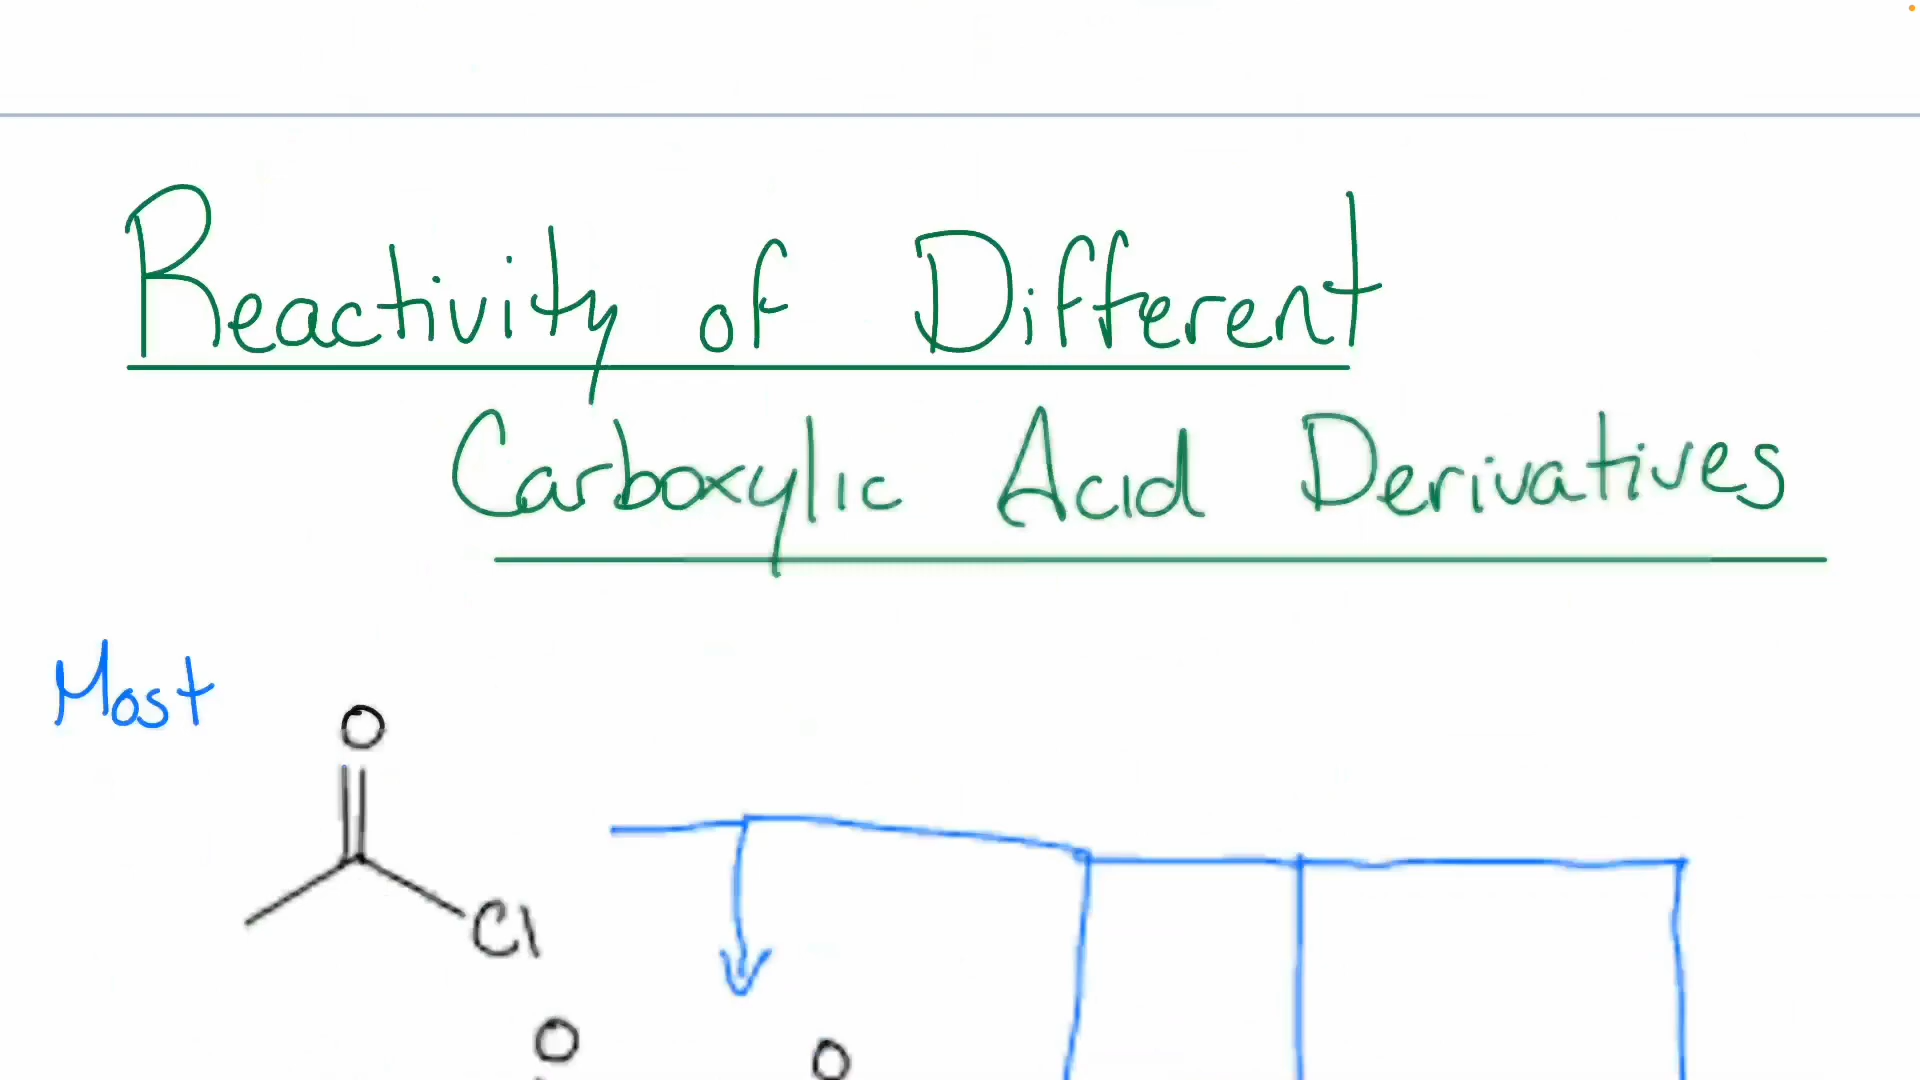 Reactivity of Different
Carboxylic Acid Derivatives
Most
O
Cl
O
O